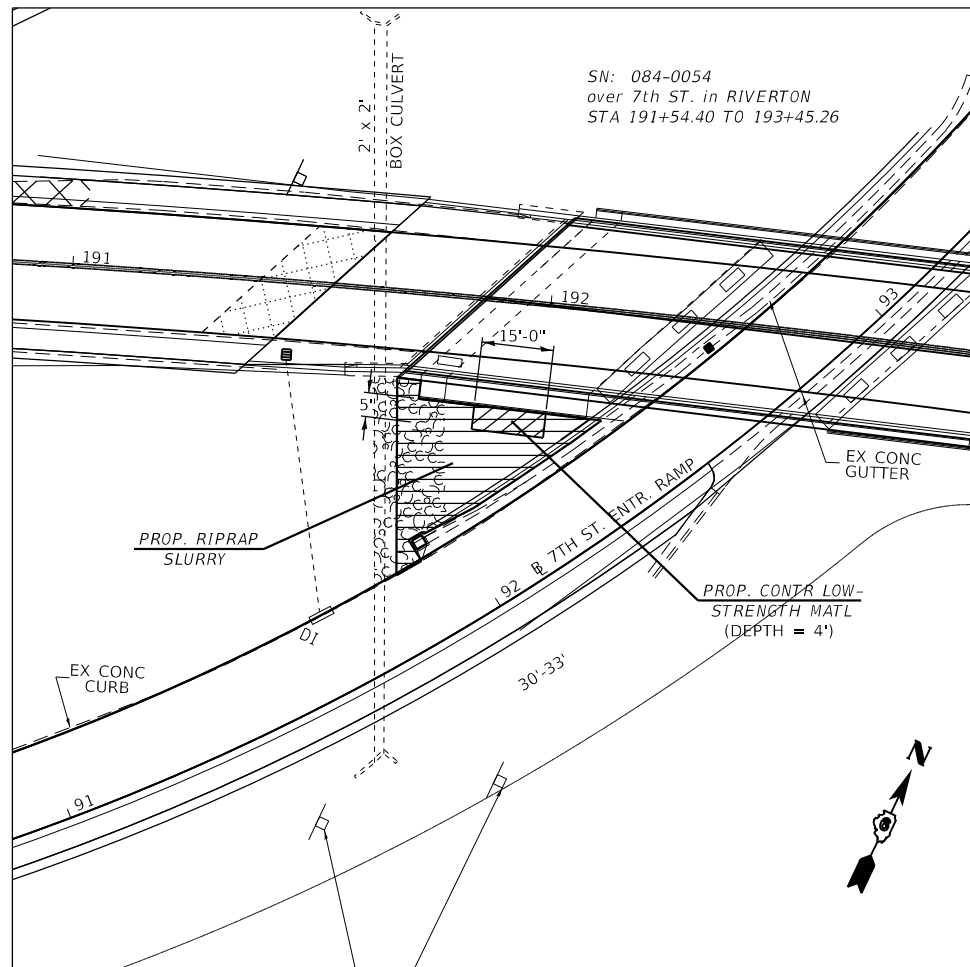 SN: 084-0054
over 7th ST. in RIVERTON
STA 191+54.40 TO 193+45.26
2' x 2'
BOX CULVERT
191
192
93
15'-0"
5'
EX CONC
GUTTER
PROP. RIPRAP
SLURRY
℄ 7TH ST. ENTR. RAMP
92
PROP. CONTR LOW-
STRENGTH MATL
(DEPTH = 4')
DI
30'-33'
EX CONC
CURB
91
N